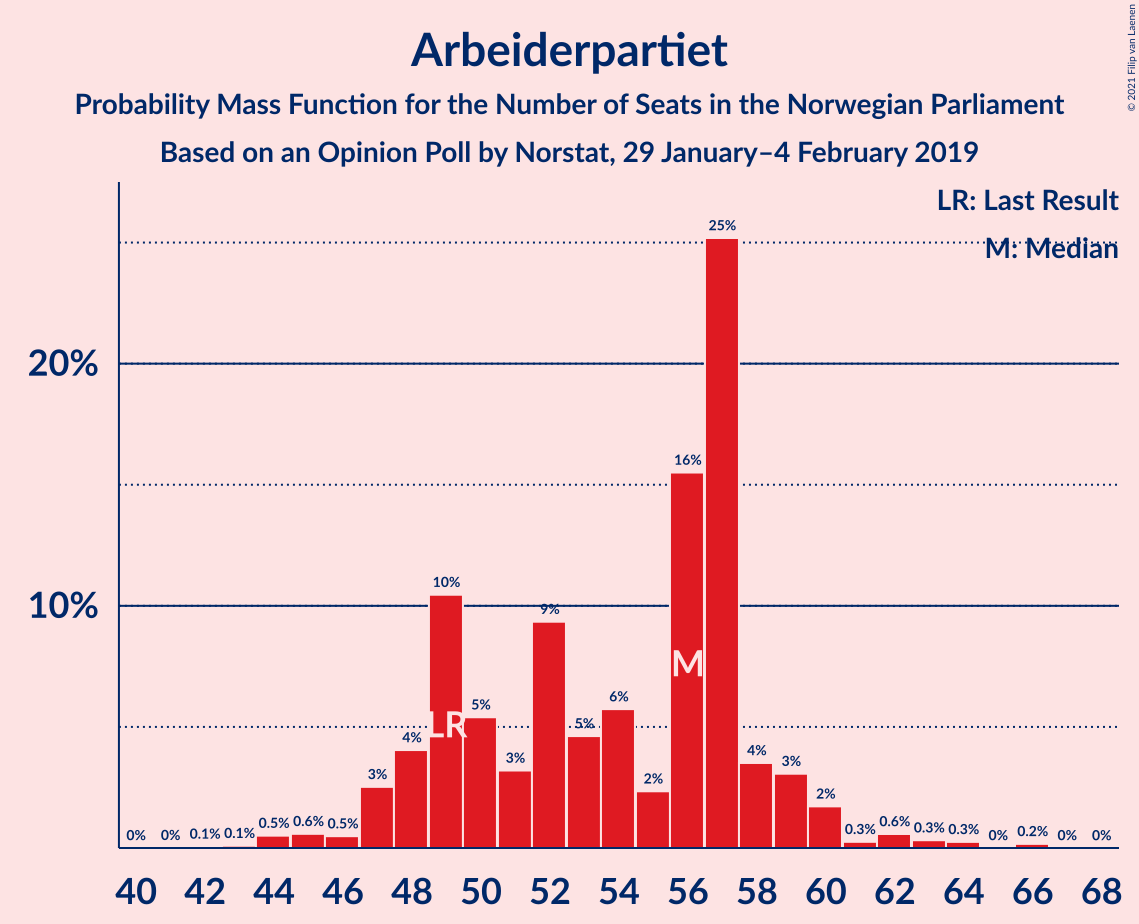 Arbeiderpartiet
Probability Mass Function for the Number of Seats in the Norwegian Parliament
Based on an Opinion Poll by Norstat, 29 January–4 February 2019
© 2021 Filip van Laenen
LR: Last Result
M: Median
20%
10%
0% 0% 0.1% 0.1% 0.5% 0.6% 0.5% 3% 4% 10% 5% 3% 9% 5% 6% 2% 16% 25% 4% 3% 2% 0.3% 0.6% 0.3% 0.3% 0% 0.2% 0% 0%
LR
M
40 42 44 46 48 50 52 54 56 58 60 62 64 66 68